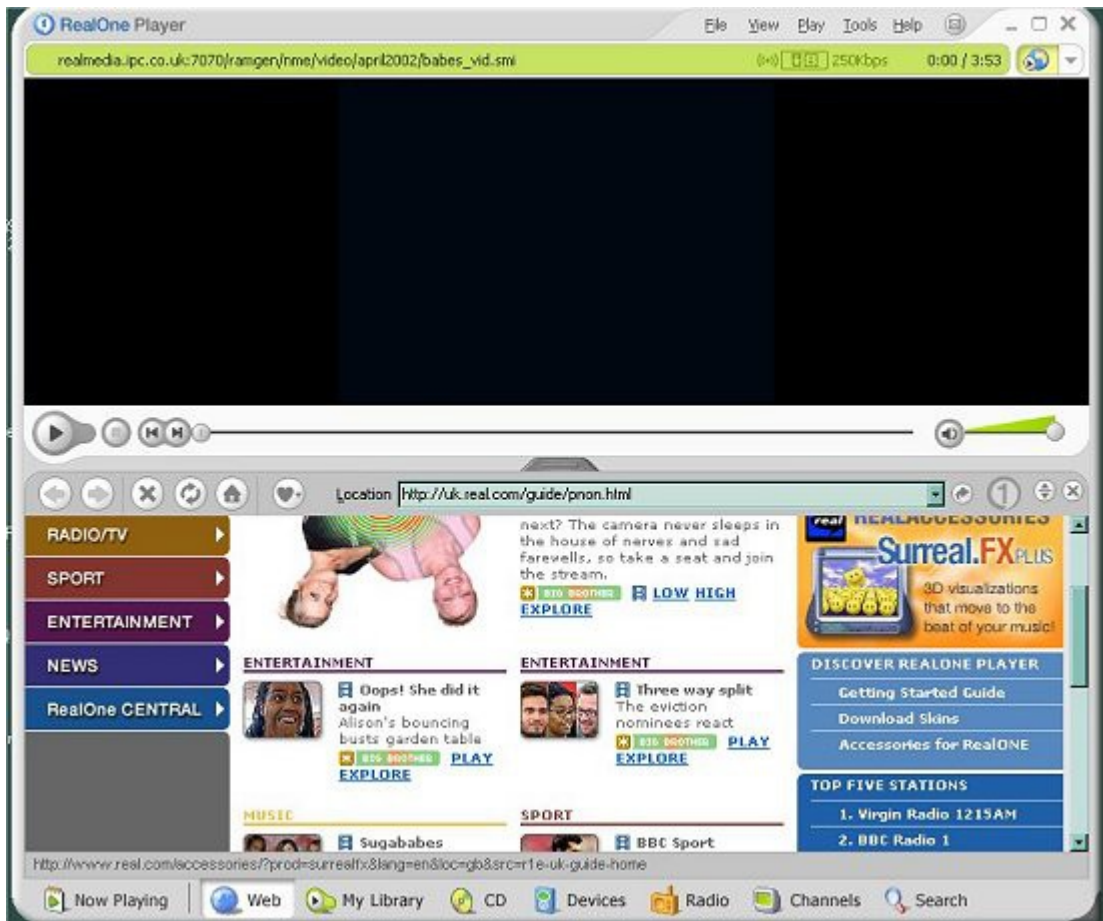 RealOne Player
File View Play Tools Help
realmedia.ipc.co.uk:7070/ramgen/nme/video/april2002/babes_vid.smi
250Kbps
0:00 / 3:53
Location http://uk.real.com/guide/pnon.html
RADIO/TV
SPORT
ENTERTAINMENT
NEWS
RealOne CENTRAL
next? The camera never sleeps in
the house of nerves and sad
farewells, so take a seat and join
the stream.
BIG BROTHER LOW HIGH
EXPLORE
ENTERTAINMENT
Oops! She did it
again
Alison's bouncing
busts garden table
BIG BROTHER PLAY
EXPLORE
ENTERTAINMENT
Three way split
The eviction
nominees react
BIG BROTHER PLAY
EXPLORE
MUSIC
Sugababes
SPORT
BBC Sport
real REALACCESSORIES
Surreal.FX PLUS
3D visualizations
that move to the
beat of your music!
DISCOVER REALONE PLAYER
Getting Started Guide
Download Skins
Accessories for RealONE
TOP FIVE STATIONS
1. Virgin Radio 1215AM
2. BBC Radio 1
http://www.real.com/accessories/?prod=surrealfx&lang=en&loc=gb&src=r1e-uk-guide-home
Now Playing Web My Library CD Devices Radio Channels Search